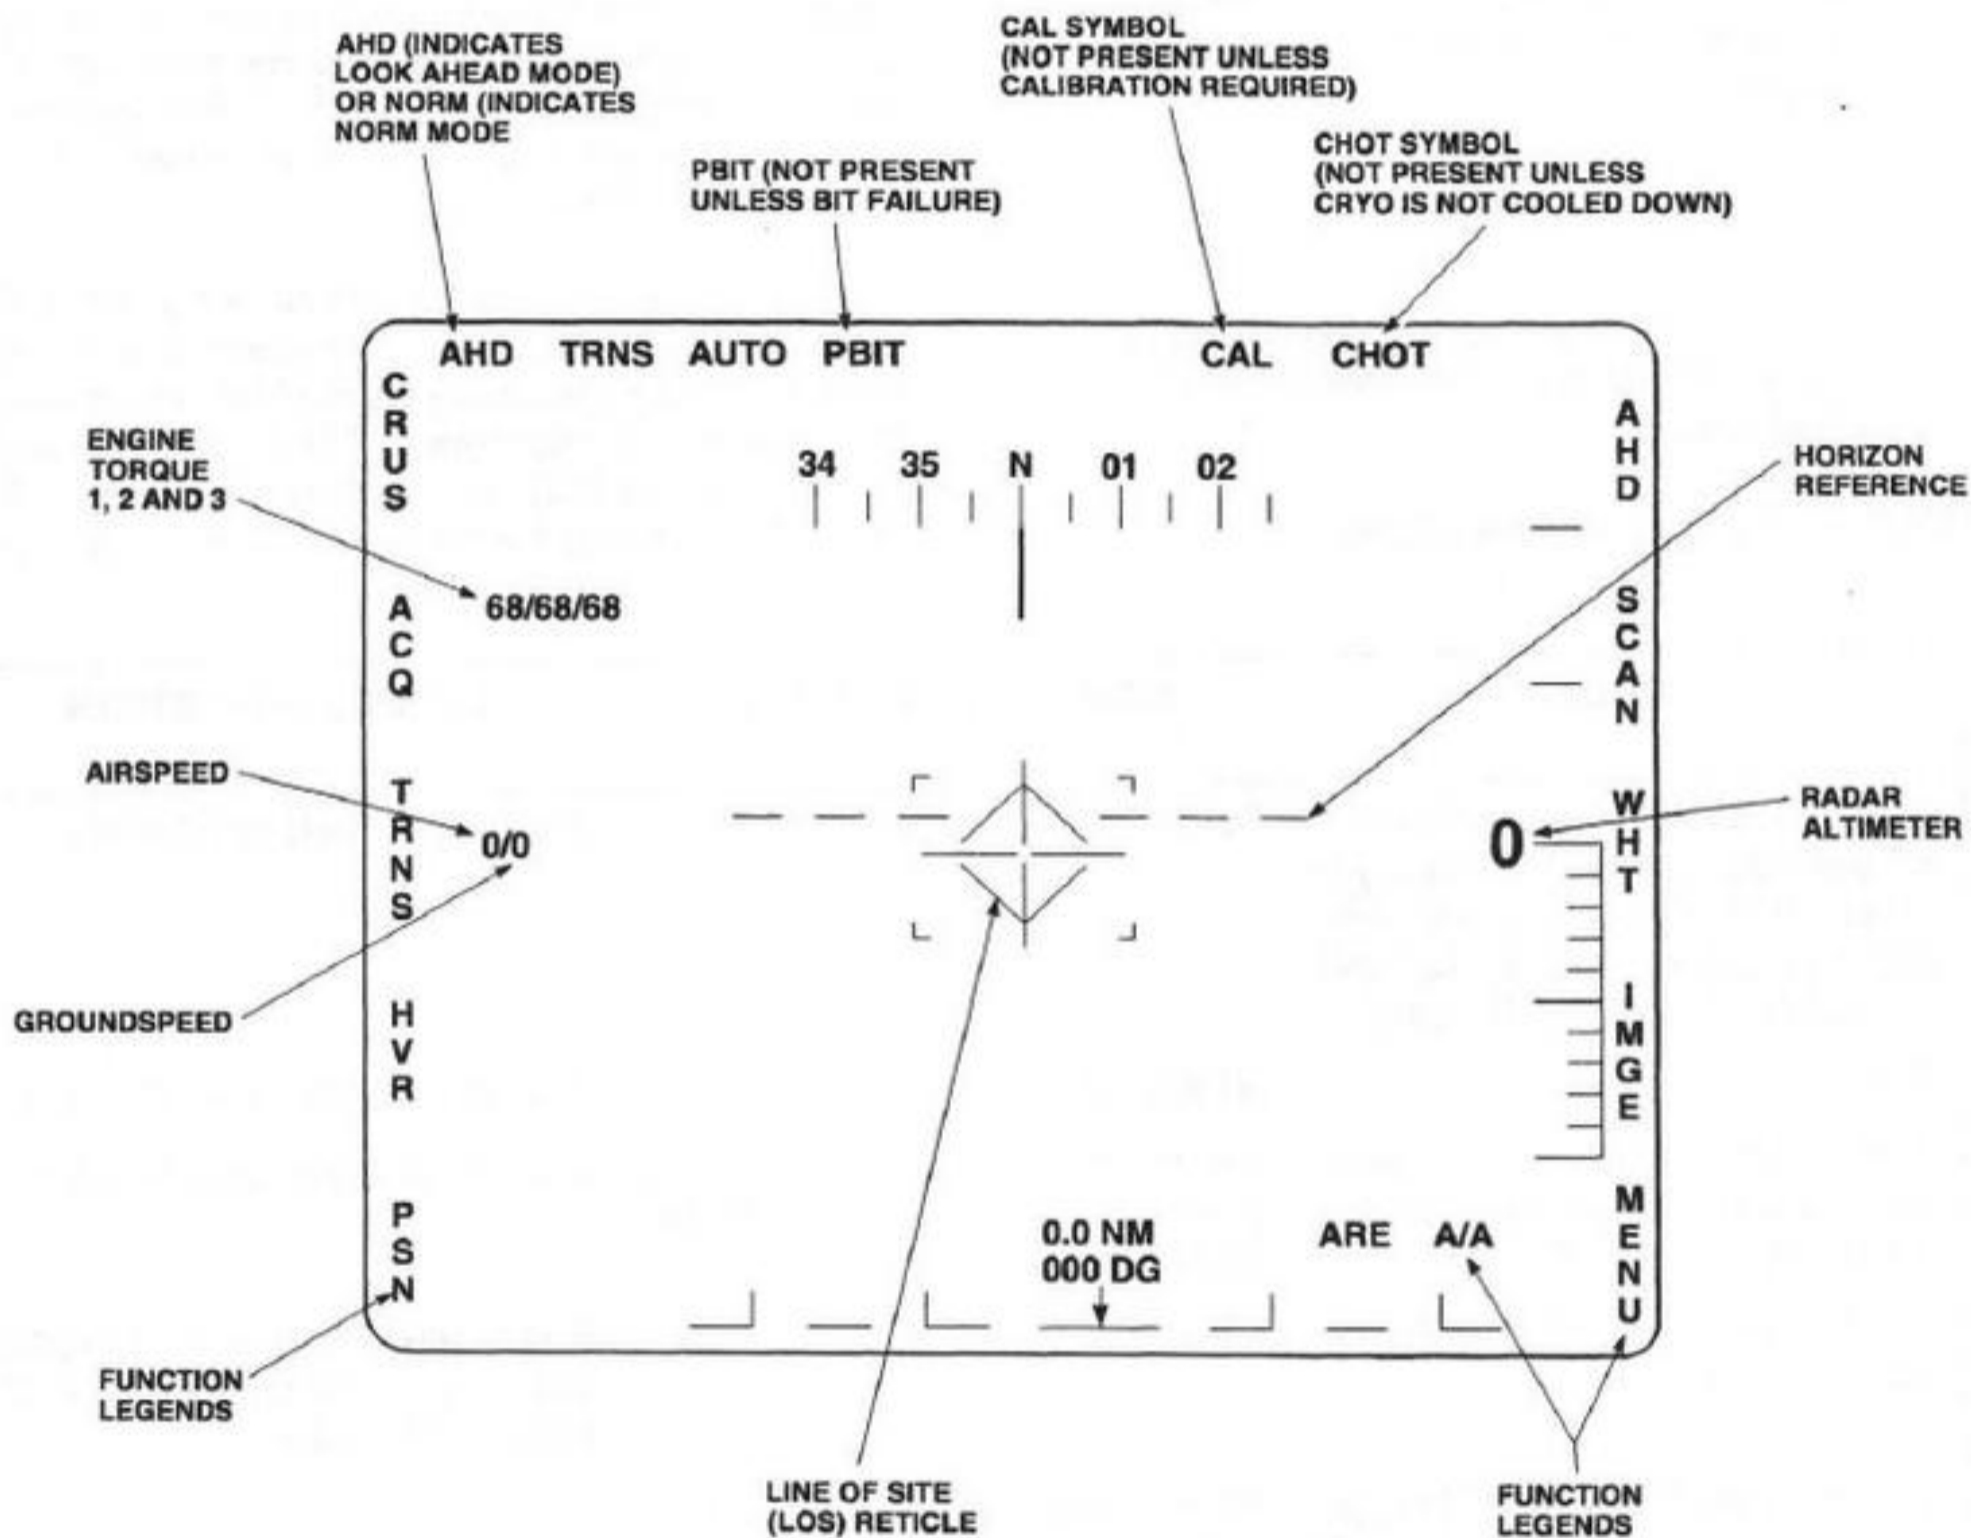 AHD (INDICATES
LOOK AHEAD MODE)
OR NORM (INDICATES
NORM MODE
PBIT (NOT PRESENT
UNLESS BIT FAILURE)
CAL SYMBOL
(NOT PRESENT UNLESS
CALIBRATION REQUIRED)
CHOT SYMBOL
(NOT PRESENT UNLESS
CRYO IS NOT COOLED DOWN)
AHD TRNS AUTO PBIT CAL CHOT
CRUS
ACQ
TRNS
HVR
PSN
34 35 N 01 02
ENGINE
TORQUE
1, 2 AND 3
68/68/68
AIRSPEED
0/0
GROUNDSPEED
AHD
SCAN
WHT
IMGE
MENU
HORIZON
REFERENCE
0
RADAR
ALTIMETER
0.0 NM
000 DG
ARE A/A
FUNCTION
LEGENDS
LINE OF SITE
(LOS) RETICLE
FUNCTION
LEGENDS